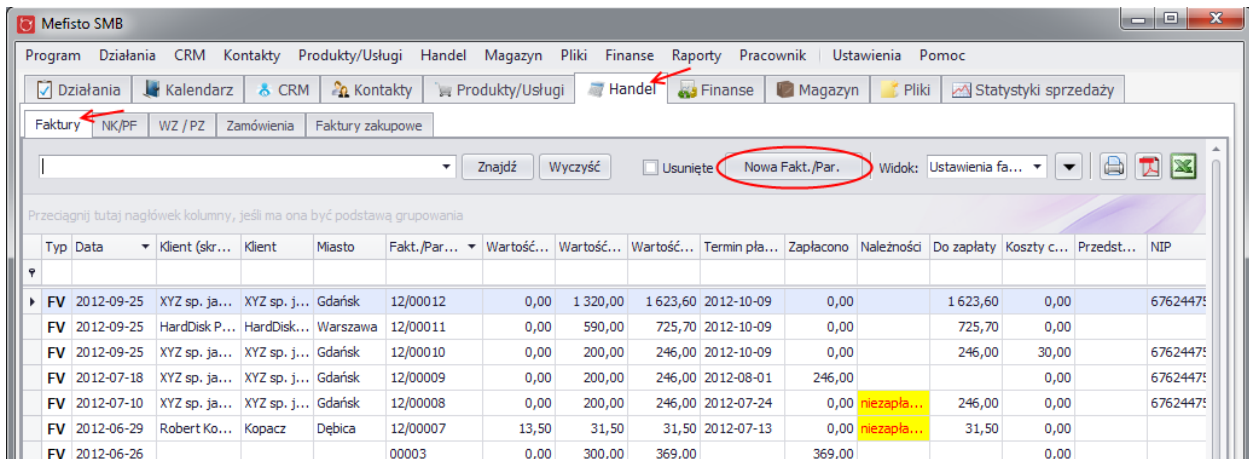 Mefisto SMB
Program Działania CRM Kontakty Produkty/Usługi Handel Magazyn Pliki Finanse Raporty Pracownik Ustawienia Pomoc
Działania Kalendarz CRM Kontakty Produkty/Usługi Handel Finanse Magazyn Pliki Statystyki sprzedaży
Faktury NK/PF WZ / PZ Zamówienia Faktury zakupowe
Znajdź Wyczyść Usunięte Nowa Fakt./Par. Widok: Ustawienia fa...
Przeciągnij tutaj nagłówek kolumny, jeśli ma ona być podstawą grupowania
Typ Data Klient (skr... Klient Miasto Fakt./Par... Wartość... Wartość... Wartość... Termin pła... Zapłacono Należności Do zapłaty Koszty c... Przedst... NIP
FV 2012-09-25 XYZ sp. ja... XYZ sp. j... Gdańsk 12/00012 0,00 1 320,00 1 623,60 2012-10-09 0,00 1 623,60 0,00 67624475
FV 2012-09-25 HardDisk P... HardDisk... Warszawa 12/00011 0,00 590,00 725,70 2012-10-09 0,00 725,70 0,00
FV 2012-09-25 XYZ sp. ja... XYZ sp. j... Gdańsk 12/00010 0,00 200,00 246,00 2012-10-09 0,00 246,00 30,00 67624475
FV 2012-07-18 XYZ sp. ja... XYZ sp. j... Gdańsk 12/00009 0,00 200,00 246,00 2012-08-01 246,00 0,00 67624475
FV 2012-07-10 XYZ sp. ja... XYZ sp. j... Gdańsk 12/00008 0,00 200,00 246,00 2012-07-24 0,00 niezapła... 246,00 0,00 67624475
FV 2012-06-29 Robert Ko... Kopacz Dębica 12/00007 13,50 31,50 31,50 2012-07-13 0,00 niezapła... 31,50 0,00
FV 2012-06-26 00003 0,00 300,00 369,00 369,00 0,00